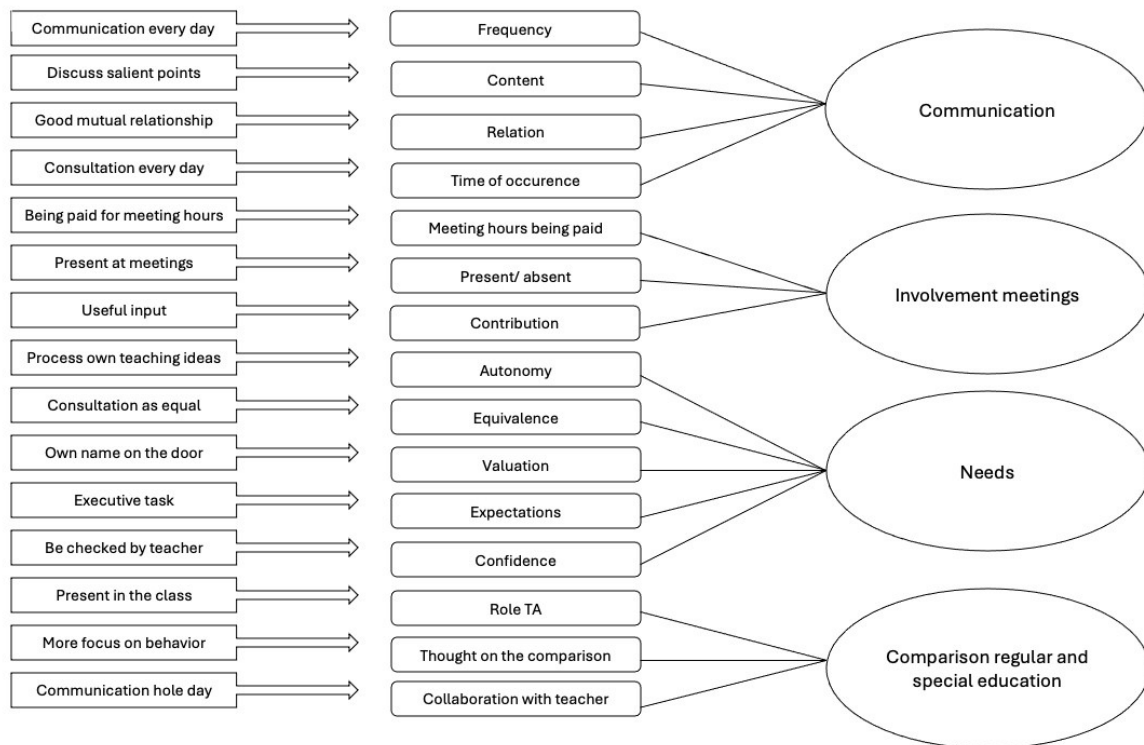 Communication every day
Frequency
Discuss salient points
Content
Communication
Good mutual relationship
Relation
Consultation every day
Time of occurence
Being paid for meeting hours
Meeting hours being paid
Present at meetings
Present/ absent
Involvement meetings
Useful input
Contribution
Process own teaching ideas
Autonomy
Consultation as equal
Equivalence
Own name on the door
Valuation
Needs
Executive task
Expectations
Be checked by teacher
Confidence
Present in the class
Role TA
More focus on behavior
Thought on the comparison
Comparison regular and
special education
Communication hole day
Collaboration with teacher